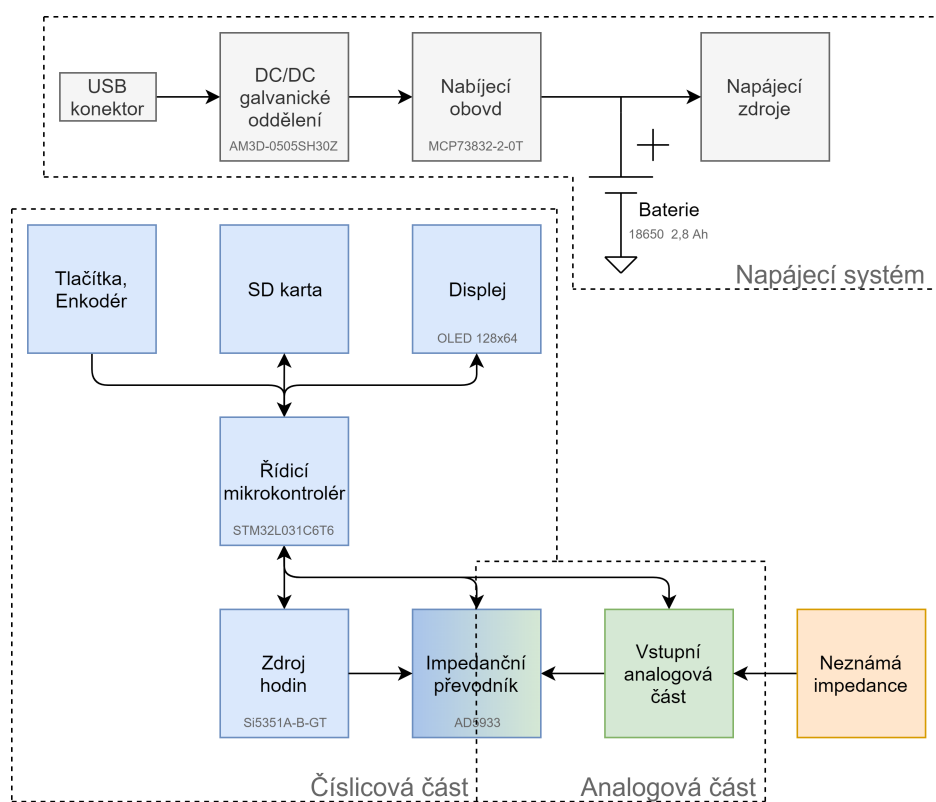 USB
konektor
DC/DC
galvanické
oddělení
AM3D-0505SH30Z
Nabíjecí
obovd
MCP73832-2-0T
Napájecí
zdroje
Baterie
18650 2,8 Ah
Napájecí systém
Tlačítka,
Enkodér
SD karta
Displej
OLED 128x64
Řídicí
mikrokontrolér
STM32L031C6T6
Zdroj
hodin
Si5351A-B-GT
Impedanční
převodník
AD5933
Vstupní
analogová
část
Neznámá
impedance
Číslicová část
Analogová část